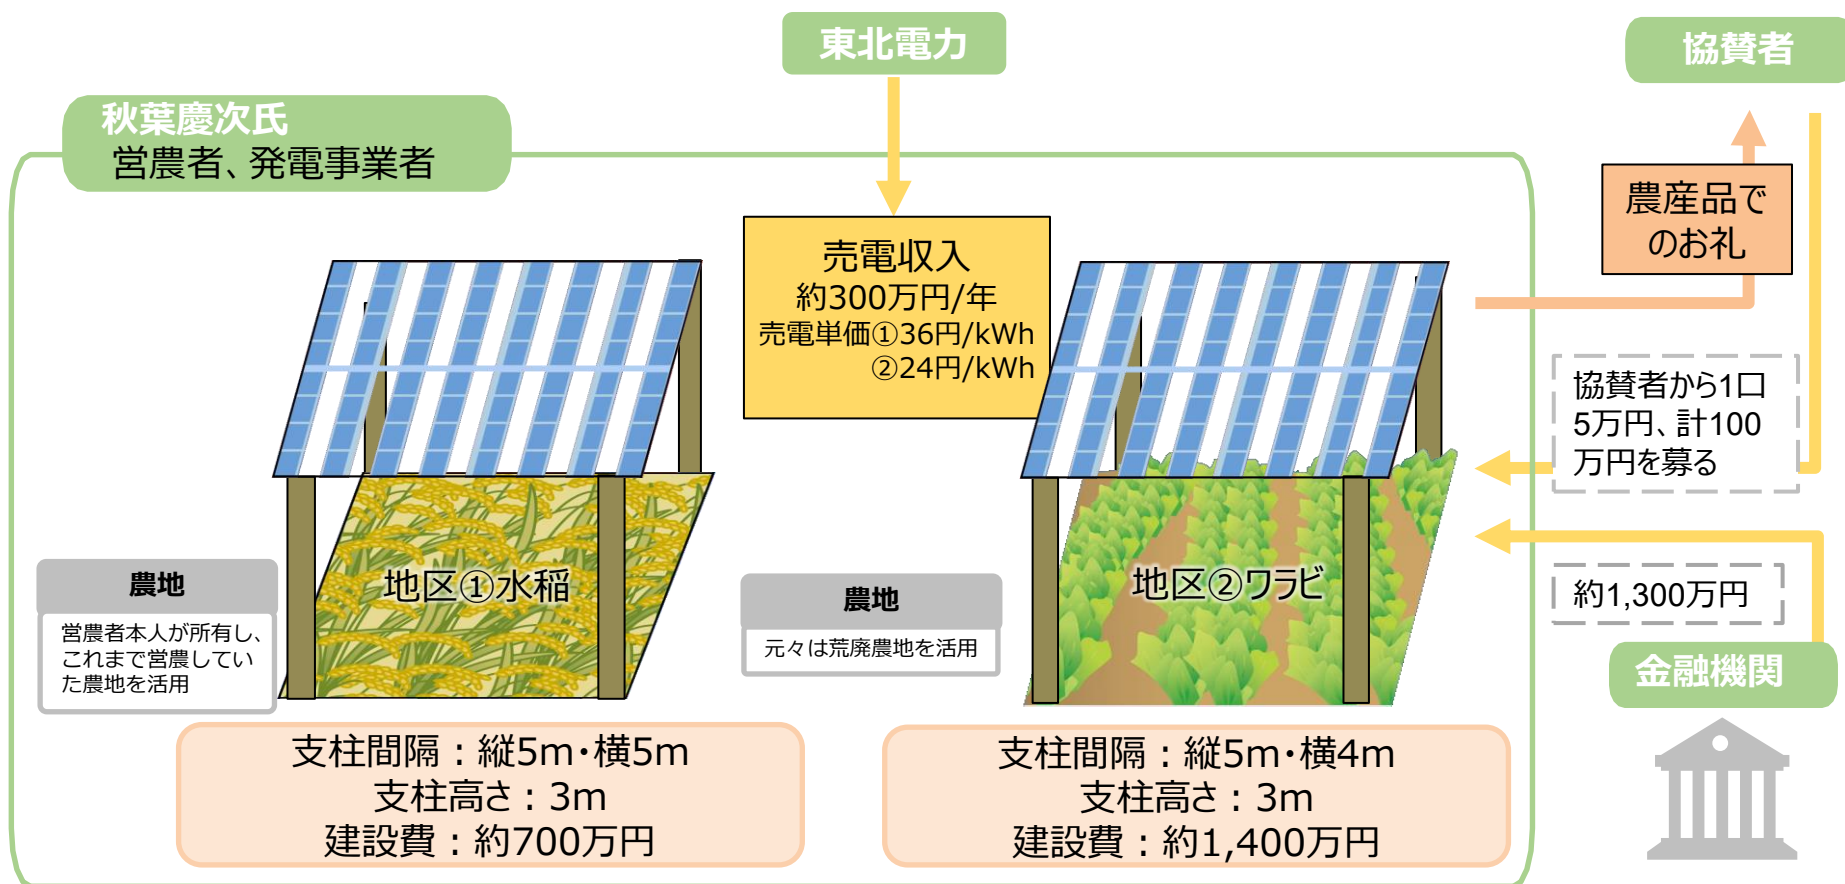 東北電力
協賛者
秋葉慶次氏
営農者、発電事業者
売電収入
約300万円/年
売電単価①36円/kWh
②24円/kWh
農産品で
のお礼
協賛者から1口
5万円、計100
万円を募る
約1,300万円
金融機関
農地
営農者本人が所有し、
これまで営農してい
た農地を活用
地区①水稲
農地
元々は荒廃農地を活用
地区②ワラビ
支柱間隔：縦5m・横5m
支柱高さ：3m
建設費：約700万円
支柱間隔：縦5m・横4m
支柱高さ：3m
建設費：約1,400万円